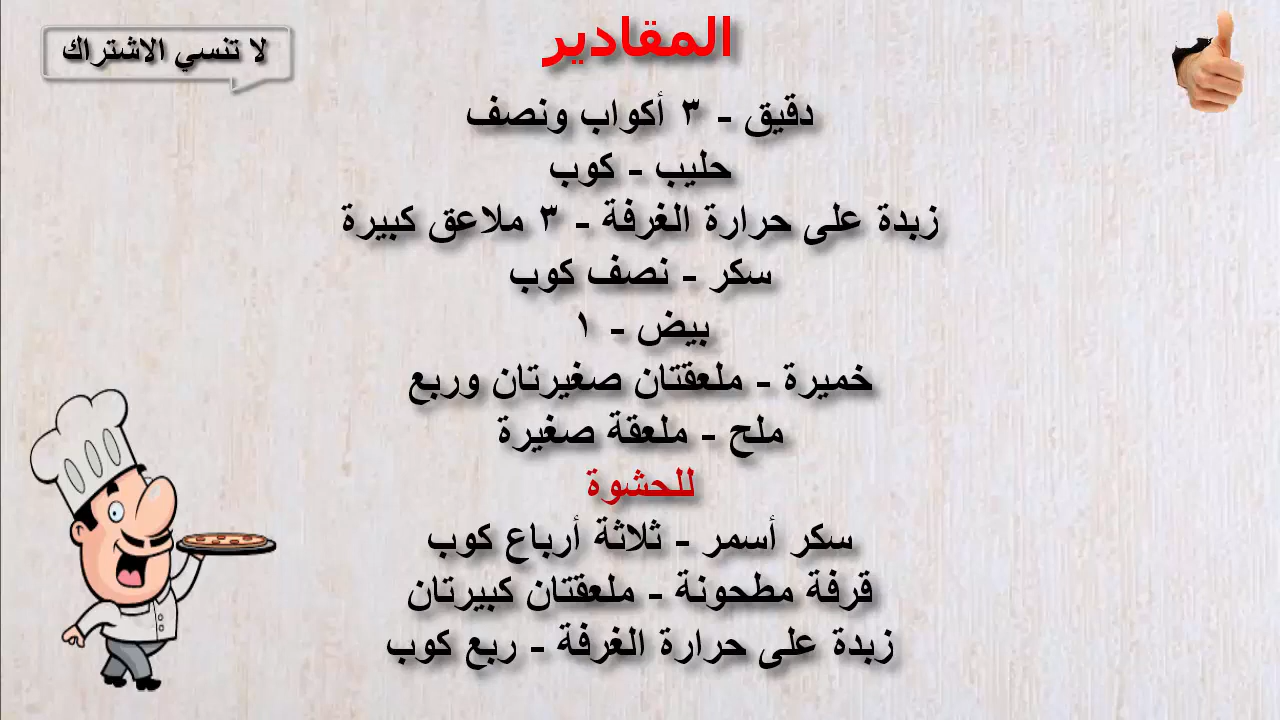 المقادير
لا تنسي الاشتراك
دقيق - ٣ أكواب ونصف
حليب - كوب
زبدة على حرارة الغرفة - ٣ ملاعق كبيرة
سكر - نصف كوب
بيض - ١
خميرة - ملعقتان صغيرتان وربع
ملح - ملعقة صغيرة
للحشوة
سكر أسمر - ثلاثة أرباع كوب
قرفة مطحونة - ملعقتان كبيرتان
زبدة على حرارة الغرفة - ربع كوب